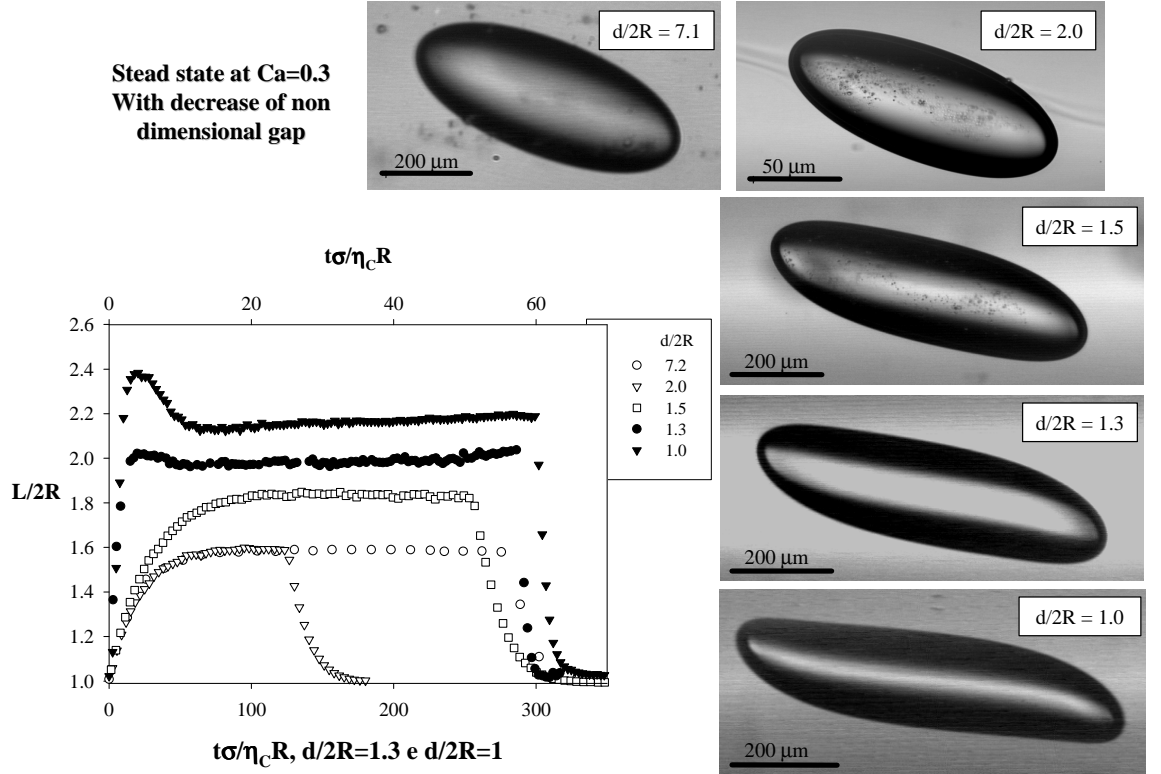 Stead state at Ca=0.3
With decrease of non
dimensional gap
d/2R = 7.1
200 μm
d/2R = 2.0
50 μm
d/2R = 1.5
200 μm
d/2R = 1.3
200 μm
d/2R = 1.0
200 μm
tσ/η_C R
0 20 40 60
2.6
2.4
2.2
2.0
1.8
1.6
1.4
1.2
1.0
L/2R
d/2R
7.2
2.0
1.5
1.3
1.0
0 100 200 300
tσ/η_C R, d/2R=1.3 e d/2R=1